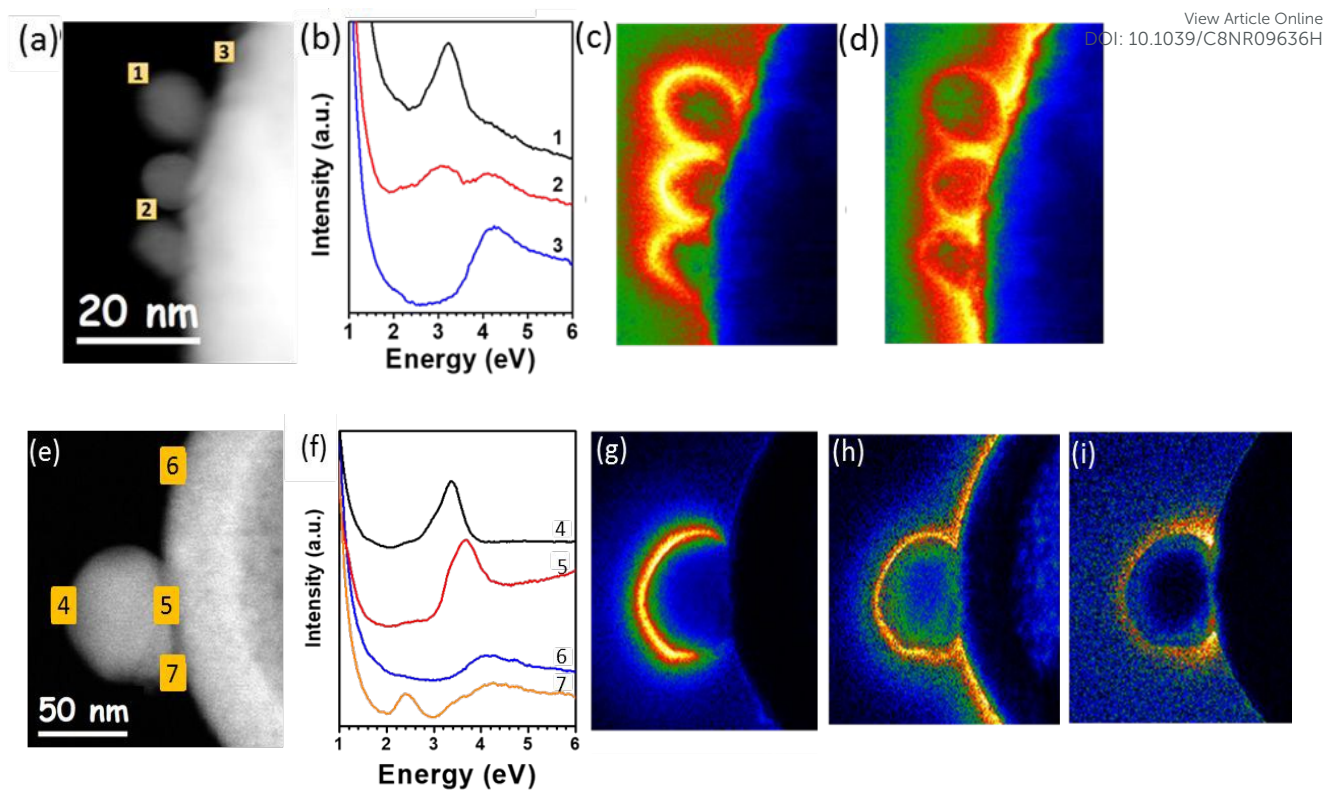 View Article Online
DOI: 10.1039/C8NR09636H
(a)
1
3
2
20 nm
(b)
Intensity (a.u.)
1
2
3
1 2 3 4 5 6
Energy (eV)
(c)
(d)
(e)
6
4
5
7
50 nm
(f)
Intensity (a.u.)
4
5
6
7
1 2 3 4 5 6
Energy (eV)
(g)
(h)
(i)